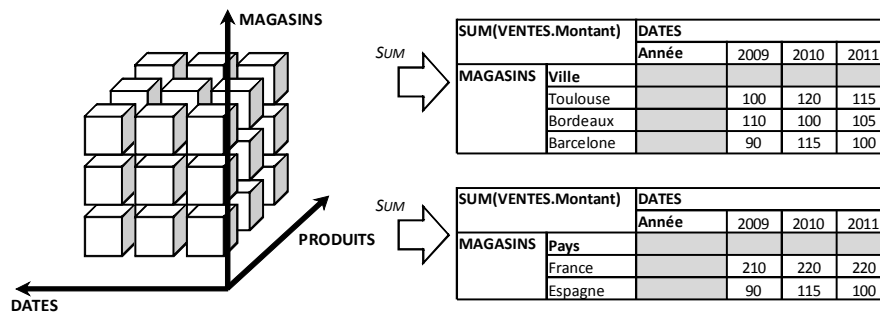 MAGASINS
PRODUITS
DATES
SUM
SUM(VENTES.Montant) DATES
Année 2009 2010 2011
MAGASINS Ville
Toulouse 100 120 115
Bordeaux 110 100 105
Barcelone 90 115 100
SUM
SUM(VENTES.Montant) DATES
Année 2009 2010 2011
MAGASINS Pays
France 210 220 220
Espagne 90 115 100